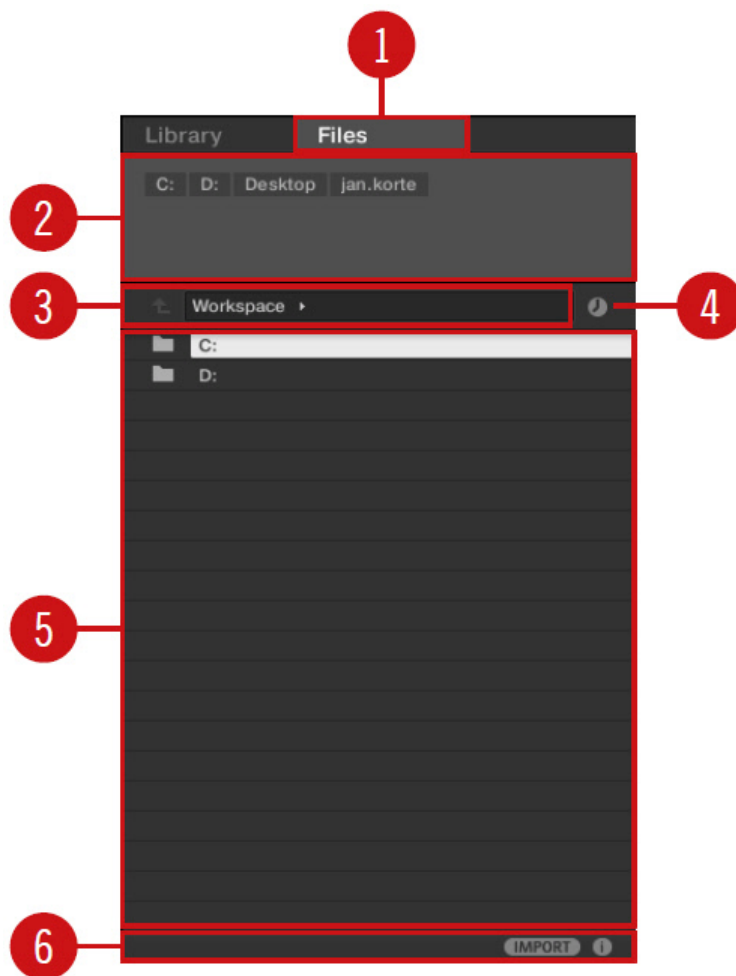 1
Library Files
2
C: D: Desktop jan.korte
3
Workspace
4
C:
D:
5
6
IMPORT i